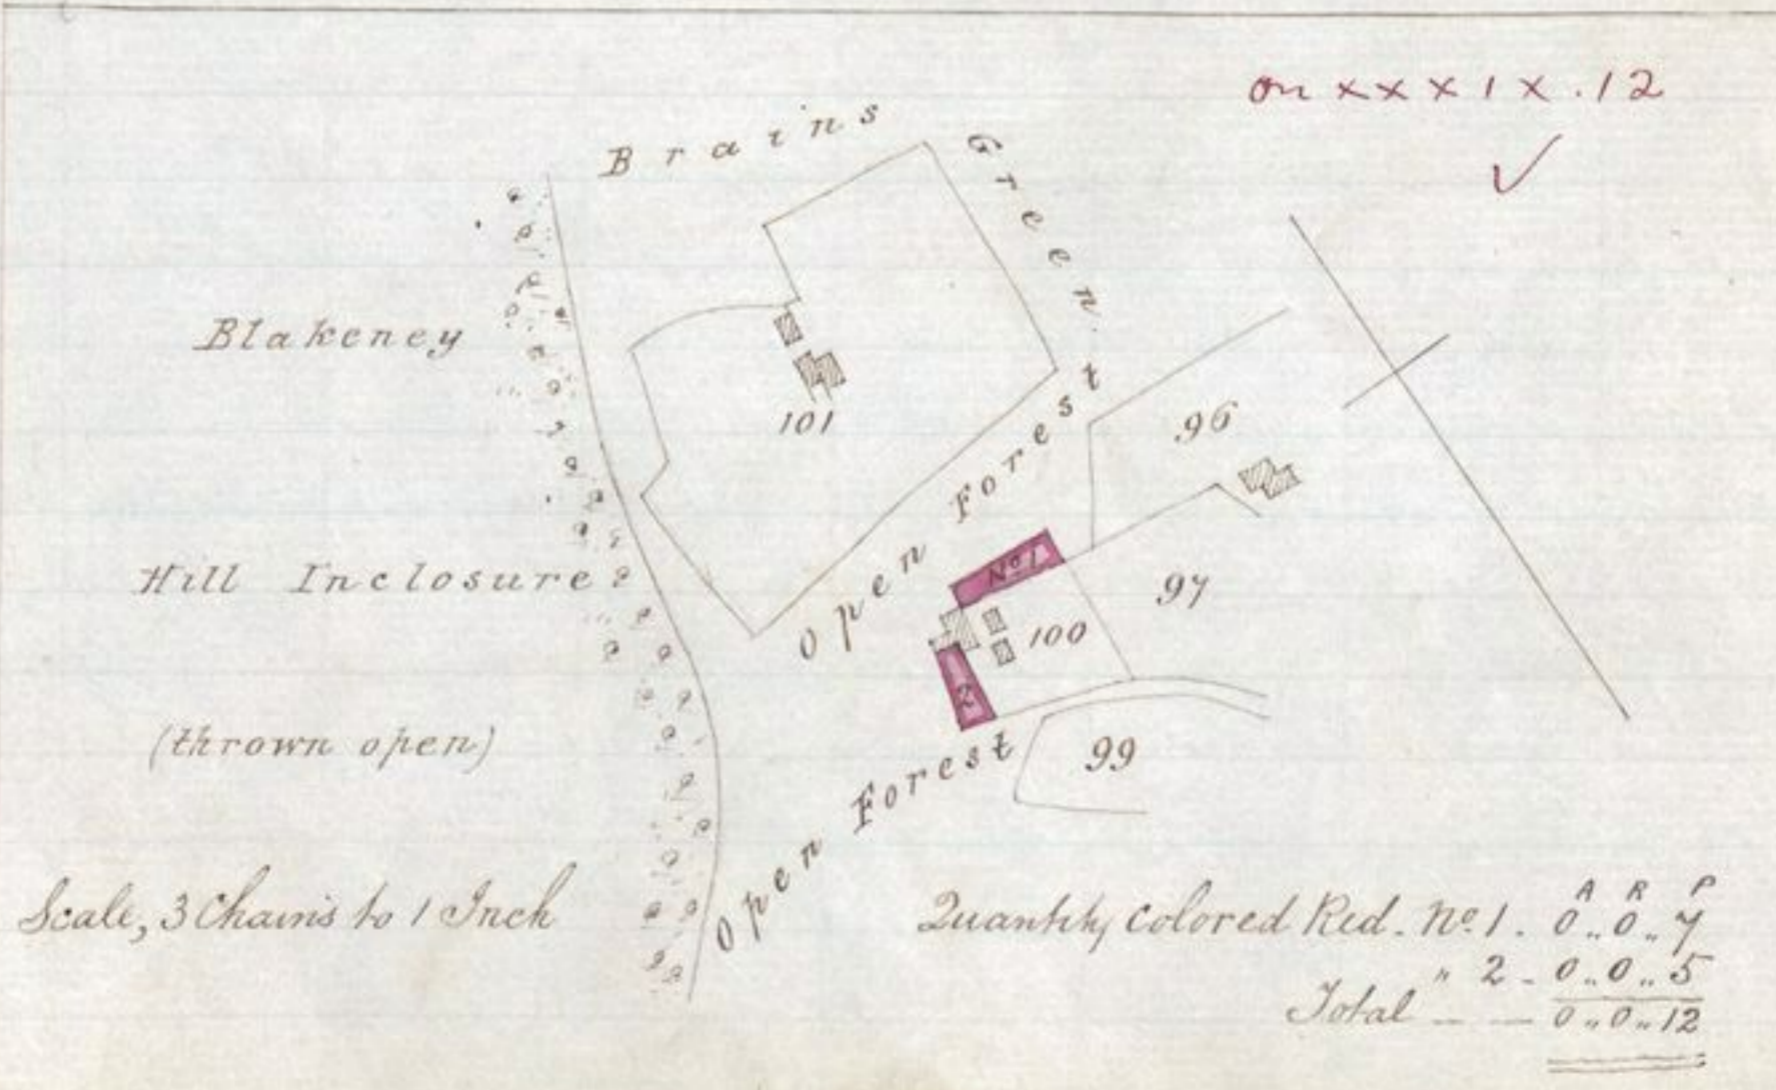 on xxx1x.12
Brains Green
Blakeney
101
Open Forest
96
No 1
Hill Inclosure
97
100
2
(thrown open)
99
Open Forest
A R P
Scale, 3 Chains to 1 Inch
Quantity colored Red. No. 1. 0..0..7
" 2 - 0..0..5
Total " — — 0..0..12